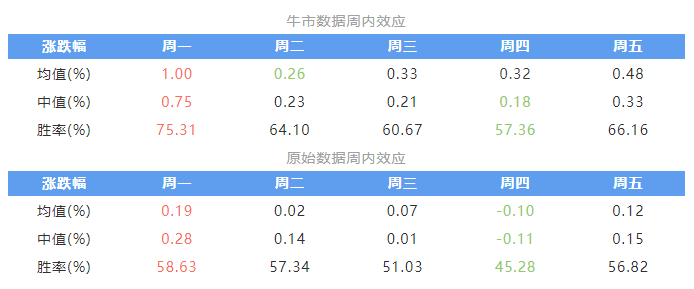 牛市数据周内效应
涨跌幅 周一 周二 周三 周四 周五
均值(%) 1.00 0.26 0.33 0.32 0.48
中值(%) 0.75 0.23 0.21 0.18 0.33
胜率(%) 75.31 64.10 60.67 57.36 66.16
原始数据周内效应
涨跌幅 周一 周二 周三 周四 周五
均值(%) 0.19 0.02 0.07 -0.10 0.12
中值(%) 0.28 0.14 0.01 -0.11 0.15
胜率(%) 58.63 57.34 51.03 45.28 56.82